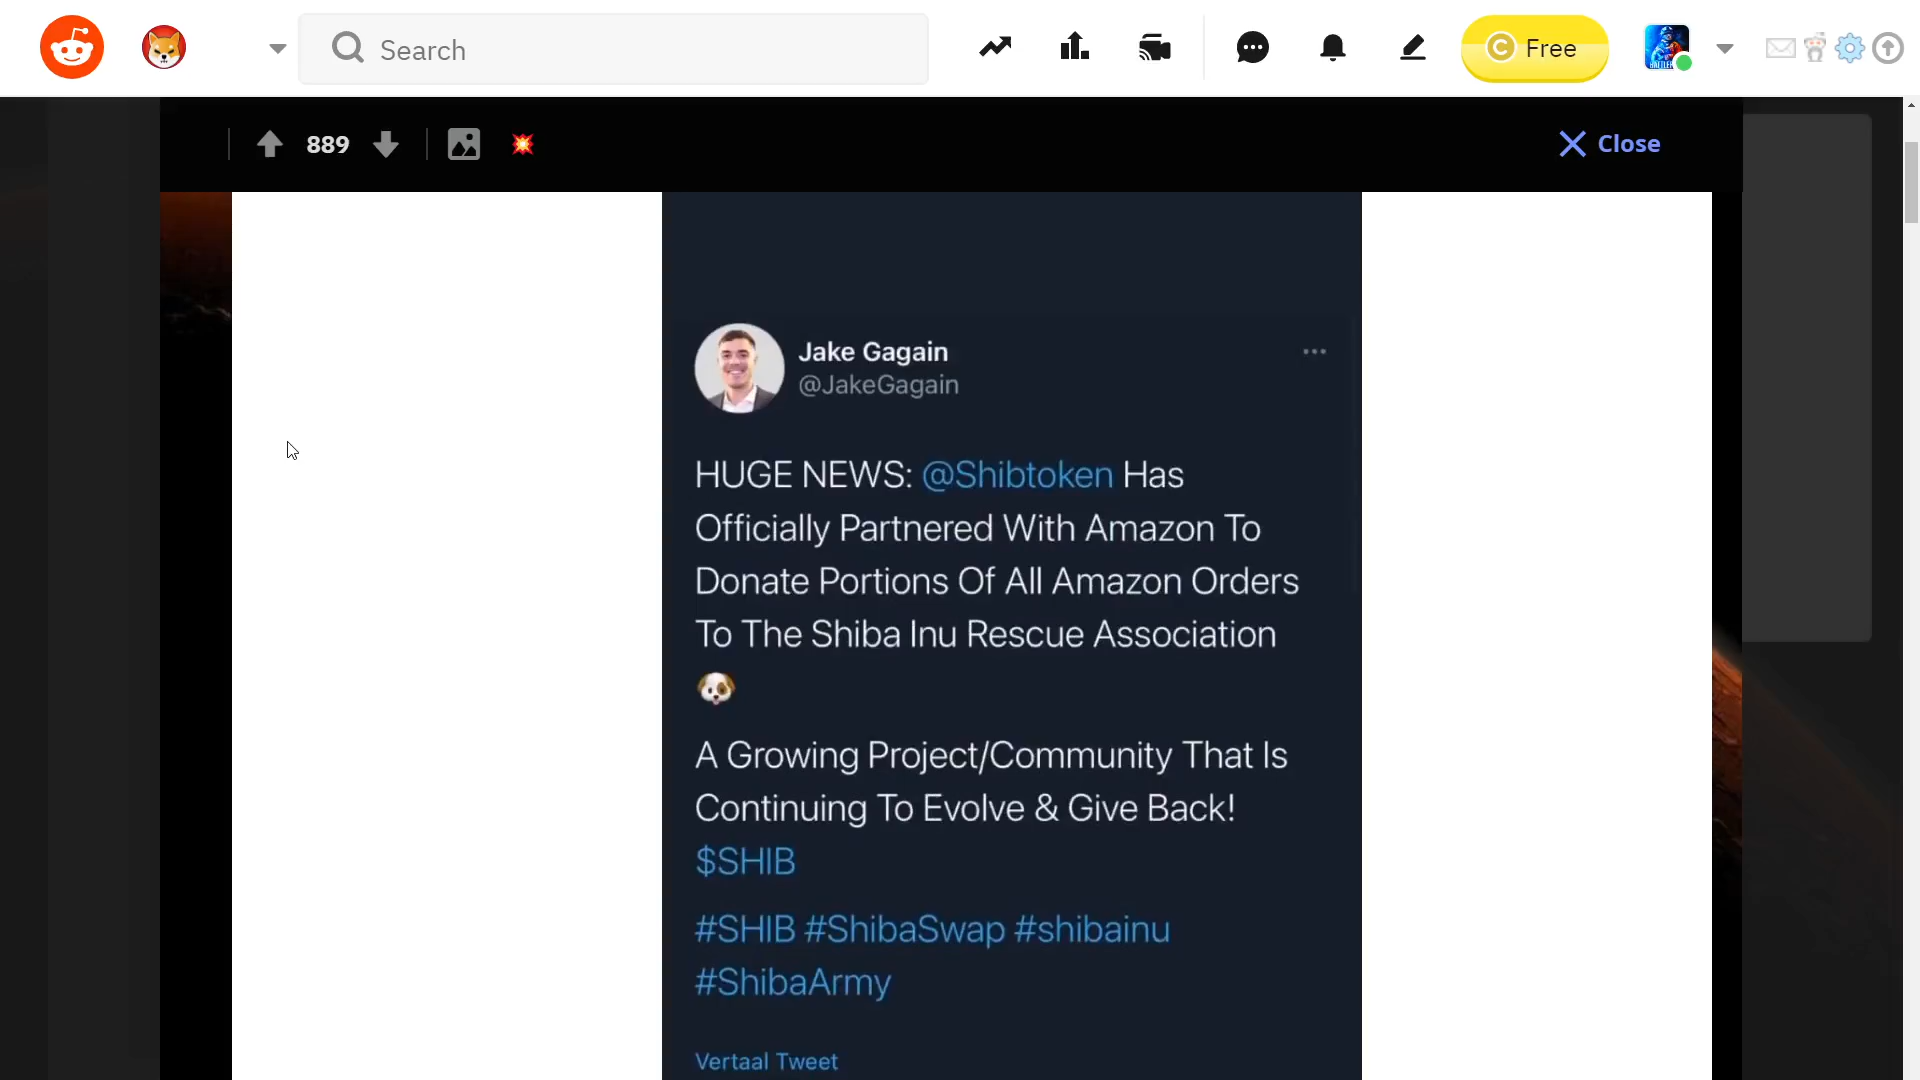 Search
Free
889
Close
Jake Gagain
@JakeGagain
HUGE NEWS: @Shibtoken Has
Officially Partnered With Amazon To
Donate Portions Of All Amazon Orders
To The Shiba Inu Rescue Association
🐶
A Growing Project/Community That Is
Continuing To Evolve & Give Back!
$SHIB
#SHIB #ShibaSwap #shibainu
#ShibaArmy
Vertaal Tweet